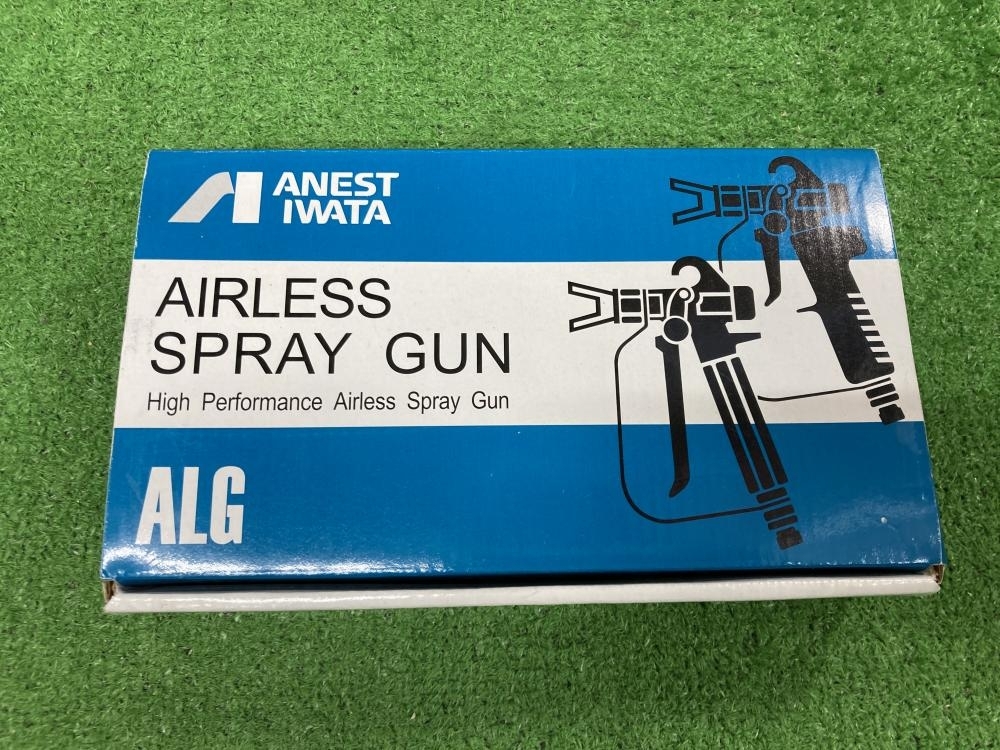 ANEST
IWATA
AIRLESS
SPRAY GUN
High Performance Airless Spray Gun
ALG